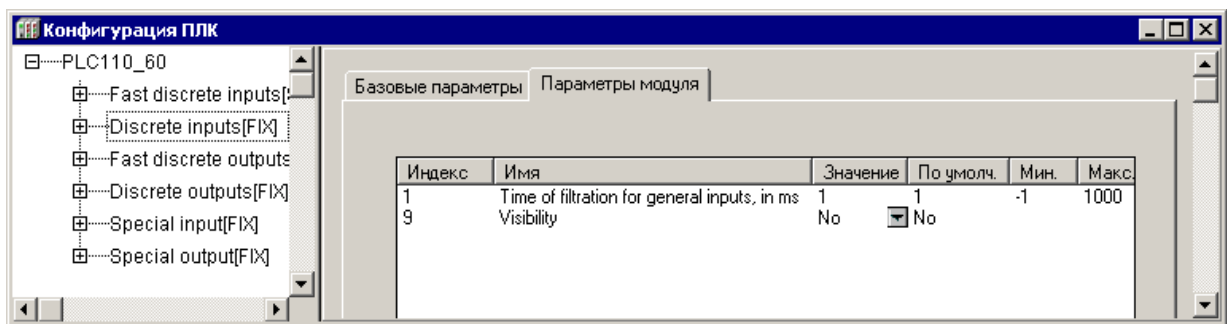 Конфигурация ПЛК
PLC110_60
Fast discrete inputs[
Discrete inputs[FIX]
Fast discrete outputs
Discrete outputs[FIX]
Special input[FIX]
Special output[FIX]
Базовые параметры Параметры модуля
Индекс Имя Значение По умолч. Мин. Макс.
1 Time of filtration for general inputs, in ms 1 1 -1 1000
9 Visibility No No